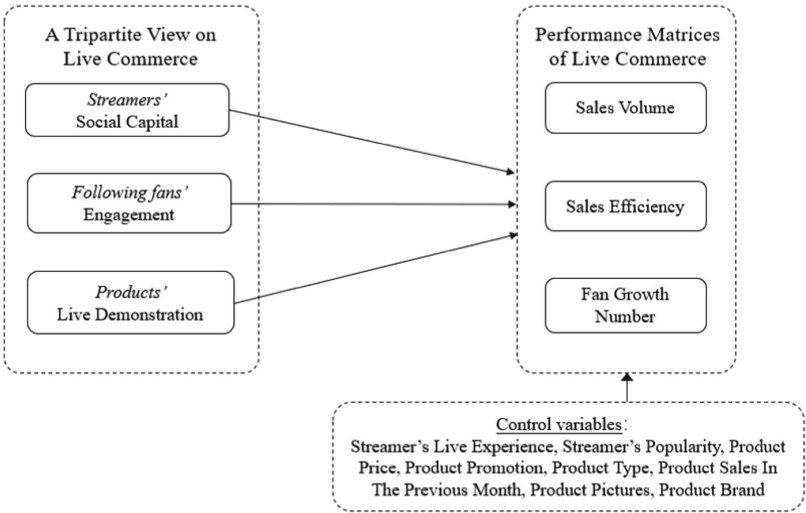 A Tripartite View on
Live Commerce
Streamers'
Social Capital
Following fans'
Engagement
Products'
Live Demonstration
Performance Matrices
of Live Commerce
Sales Volume
Sales Efficiency
Fan Growth
Number
Control variables:
Streamer's Live Experience, Streamer's Popularity, Product
Price, Product Promotion, Product Type, Product Sales In
The Previous Month, Product Pictures, Product Brand